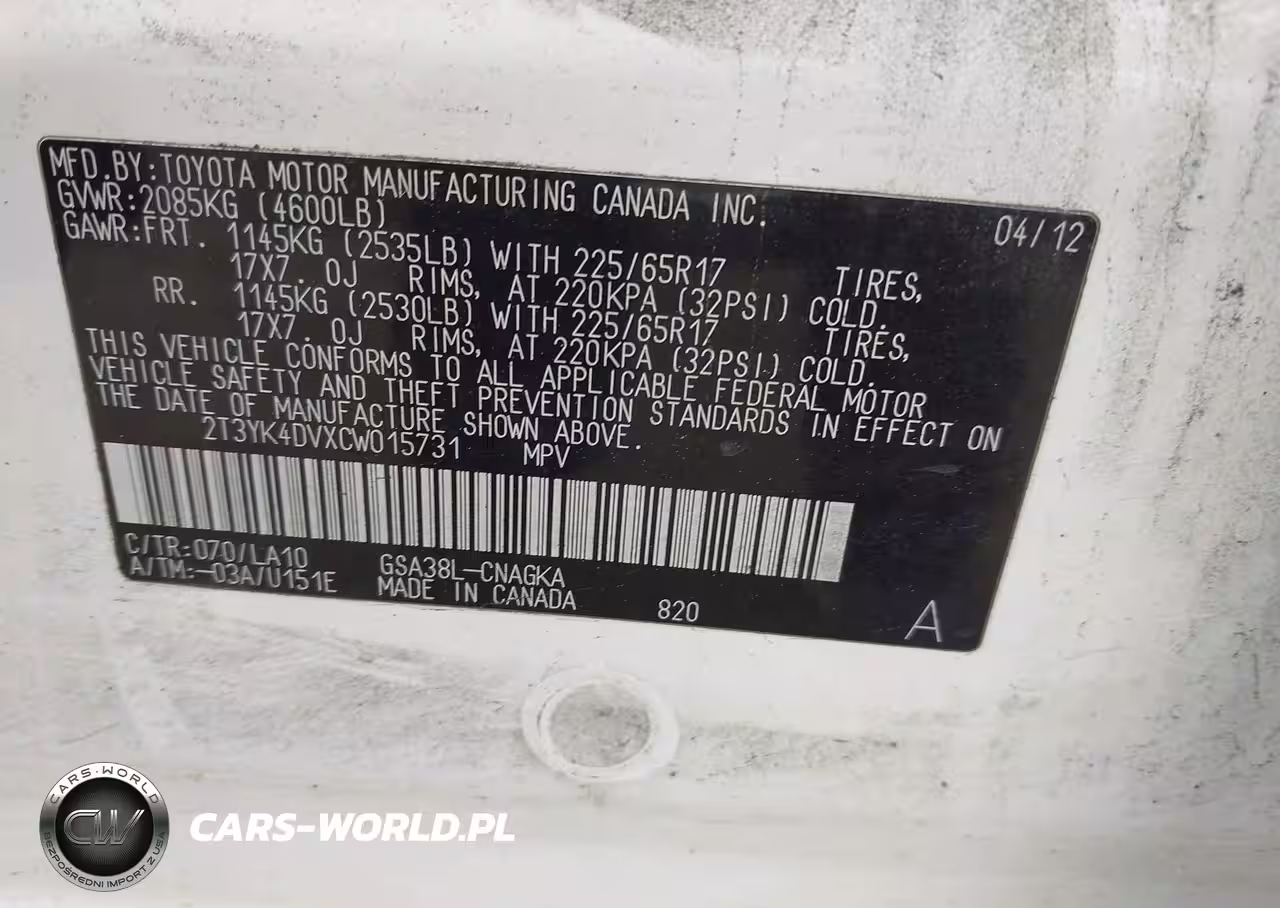 MFD.BY:TOYOTA MOTOR MANUFACTURING CANADA INC. 04/12
GVWR:2085KG (4600LB)
GAWR:FRT. 1145KG (2535LB) WITH 225/65R17 TIRES,
17X7. 0J RIMS, AT 220KPA (32PSI) COLD.
RR. 1145KG (2530LB) WITH 225/65R17 TIRES,
17X7. 0J RIMS, AT 220KPA (32PSI) COLD.
THIS VEHICLE CONFORMS TO ALL APPLICABLE FEDERAL MOTOR
VEHICLE SAFETY AND THEFT PREVENTION STANDARDS IN EFFECT ON
THE DATE OF MANUFACTURE SHOWN ABOVE.
2T3YK4DVXCW015731 MPV
C/TR:070/LA10 GSA38L-CNAGKA
A/TM:-03A/U151E MADE IN CANADA 820 A
CARS-WORLD
CW
BEZPOŚREDNI IMPORT Z USA
CARS-WORLD.PL